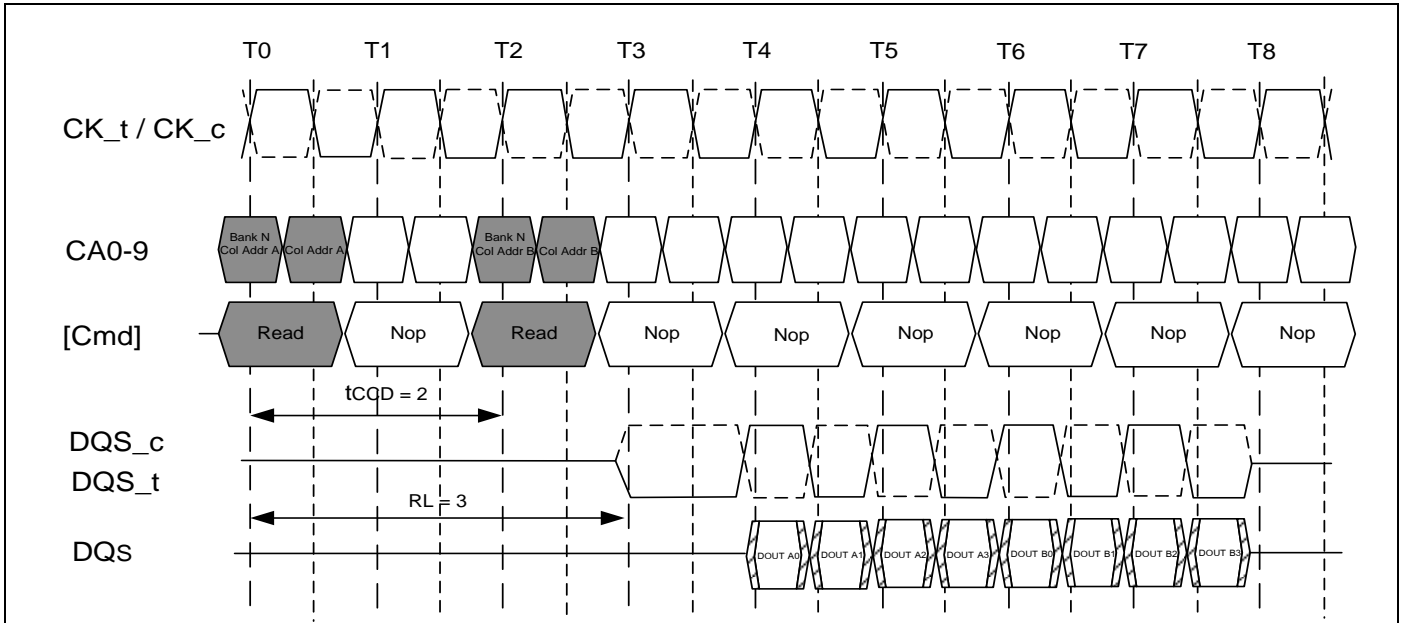 T0 T1 T2 T3 T4 T5 T6 T7 T8
CK_t / CK_c
CA0-9
Bank N
Col Addr A
Col Addr A
Bank N
Col Addr B
Col Addr B
[Cmd]
Read Nop Read Nop Nop Nop Nop Nop Nop
tCCD = 2
DQS_c
DQS_t
RL = 3
DQs
DOUT A0 DOUT A1 DOUT A2 DOUT A3 DOUT B0 DOUT B1 DOUT B2 DOUT B3